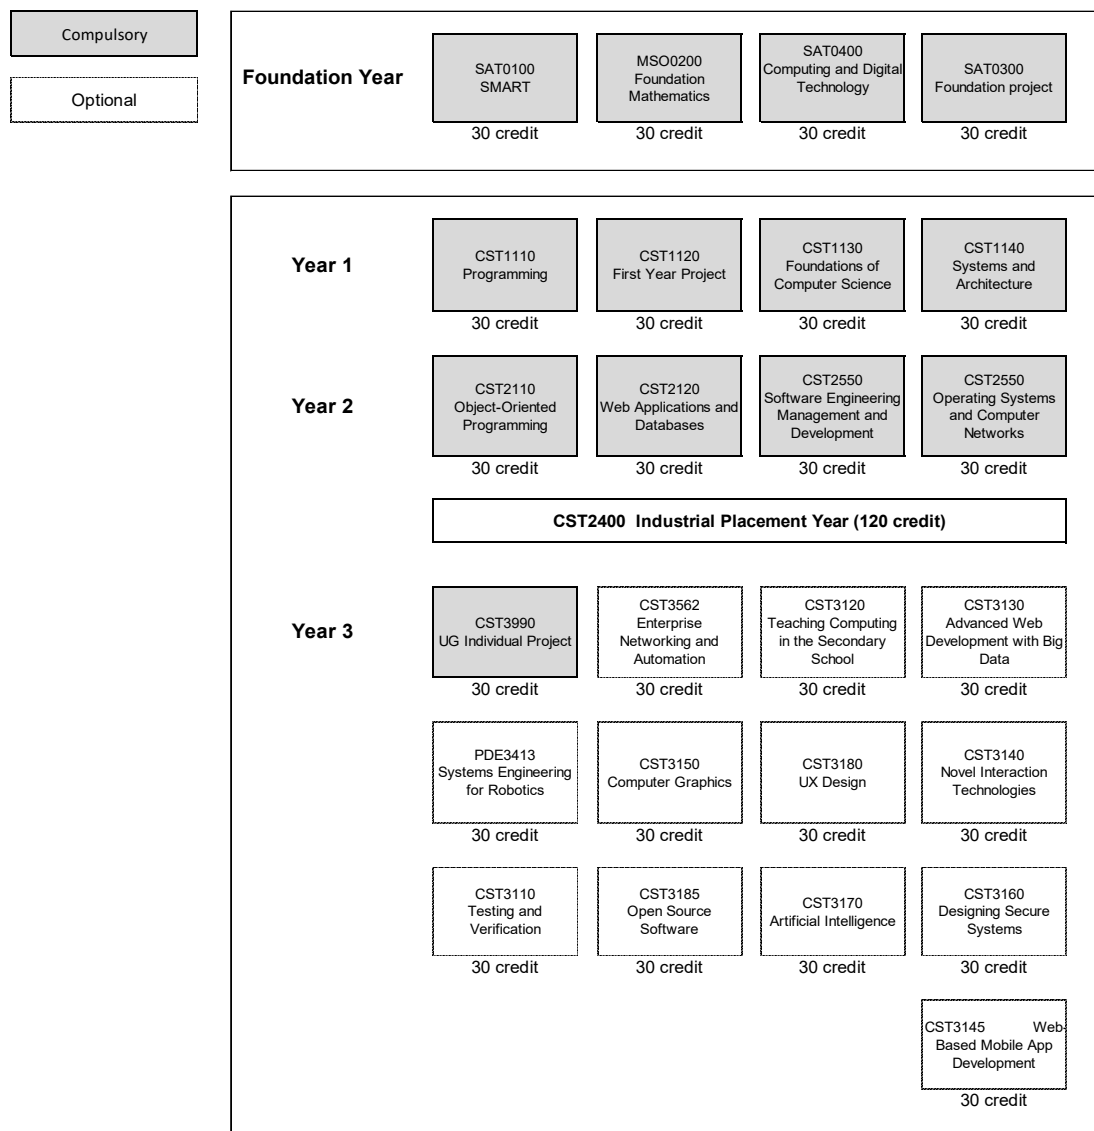 Compulsory
Optional
Foundation Year
SAT0100
SMART
30 credit
MSO0200
Foundation
Mathematics
30 credit
SAT0400
Computing and Digital
Technology
30 credit
SAT0300
Foundation project
30 credit
Year 1
CST1110
Programming
30 credit
CST1120
First Year Project
30 credit
CST1130
Foundations of
Computer Science
30 credit
CST1140
Systems and
Architecture
30 credit
Year 2
CST2110
Object-Oriented
Programming
30 credit
CST2120
Web Applications and
Databases
30 credit
CST2550
Software Engineering
Management and
Development
30 credit
CST2550
Operating Systems
and Computer
Networks
30 credit
CST2400 Industrial Placement Year (120 credit)
Year 3
CST3990
UG Individual Project
30 credit
CST3562
Enterprise
Networking and
Automation
30 credit
CST3120
Teaching Computing
in the Secondary
School
30 credit
CST3130
Advanced Web
Development with Big
Data
30 credit
PDE3413
Systems Engineering
for Robotics
30 credit
CST3150
Computer Graphics
30 credit
CST3180
UX Design
30 credit
CST3140
Novel Interaction
Technologies
30 credit
CST3110
Testing and
Verification
30 credit
CST3185
Open Source
Software
30 credit
CST3170
Artificial Intelligence
30 credit
CST3160
Designing Secure
Systems
30 credit
CST3145 Web-
Based Mobile App
Development
30 credit